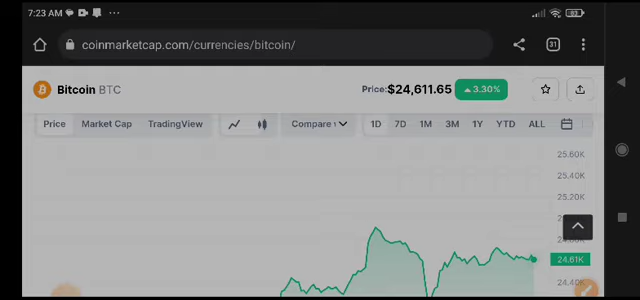 7:23 AM
63
coinmarketcap.com/currencies/bitcoin/
31
Bitcoin BTC
Price:$24,611.65
3.30%
Price Market Cap TradingView Compare 1D 7D 1M 3M 1Y YTD ALL
25.60K
25.40K
25.20K
24.61K
24.40K